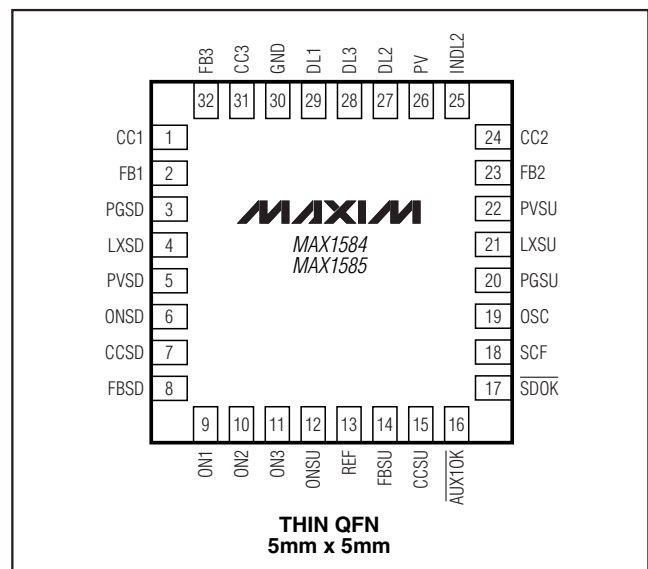 FB3 CC3 GND DL1 DL3 DL2 PV INDL2
32 31 30 29 28 27 26 25
CC1 1 24 CC2
FB1 2 23 FB2
PGSD 3 22 PVSU
MAXIM
LXSD 4 21 LXSU
MAX1584
MAX1585
PVSD 5 20 PGSU
ONSD 6 19 OSC
CCSD 7 18 SCF
FBSD 8 17 SDOK
9 10 11 12 13 14 15 16
ON1 ON2 ON3 ONSU REF FBSU CCSU AUX1OK
THIN QFN
5mm x 5mm